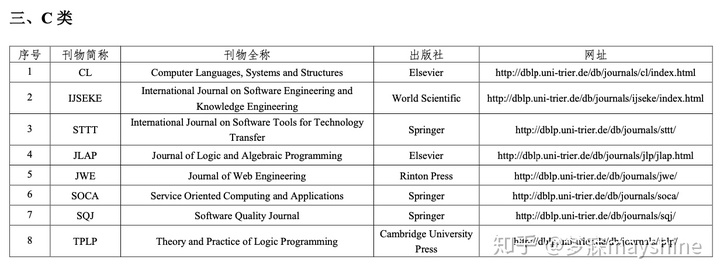 三、C 类
序号 刊物简称 刊物全称 出版社 网址
1 CL Computer Languages, Systems and Structures Elsevier http://dblp.uni-trier.de/db/journals/cl/index.html
2 IJSEKE International Journal on Software Engineering and Knowledge Engineering World Scientific http://dblp.uni-trier.de/db/journals/ijseke/index.html
3 STTT International Journal on Software Tools for Technology Transfer Springer http://dblp.uni-trier.de/db/journals/sttt/
4 JLAP Journal of Logic and Algebraic Programming Elsevier http://dblp.uni-trier.de/db/journals/jlp/jlap.html
5 JWE Journal of Web Engineering Rinton Press http://dblp.uni-trier.de/db/journals/jwe/
6 SOCA Service Oriented Computing and Applications Springer http://dblp.uni-trier.de/db/journals/soca/
7 SQJ Software Quality Journal Springer http://dblp.uni-trier.de/db/journals/sqj/
8 TPLP Theory and Practice of Logic Programming Cambridge University Press http://dblp.uni-trier.de/db/journals/tplp/
知乎 @梦深mayshine